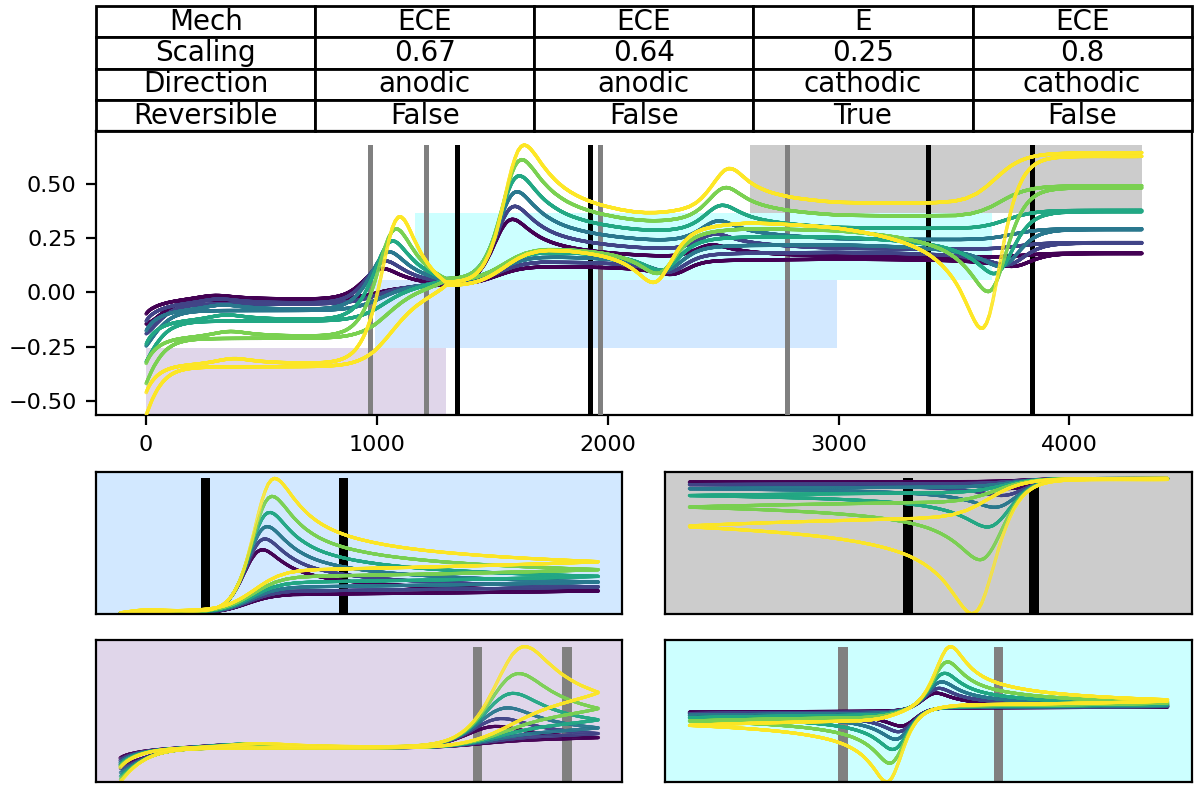 Mech ECE ECE E ECE
Scaling 0.67 0.64 0.25 0.8
Direction anodic anodic cathodic cathodic
Reversible False False True False
0.50
0.25
0.00
−0.25
−0.50
0 1000 2000 3000 4000